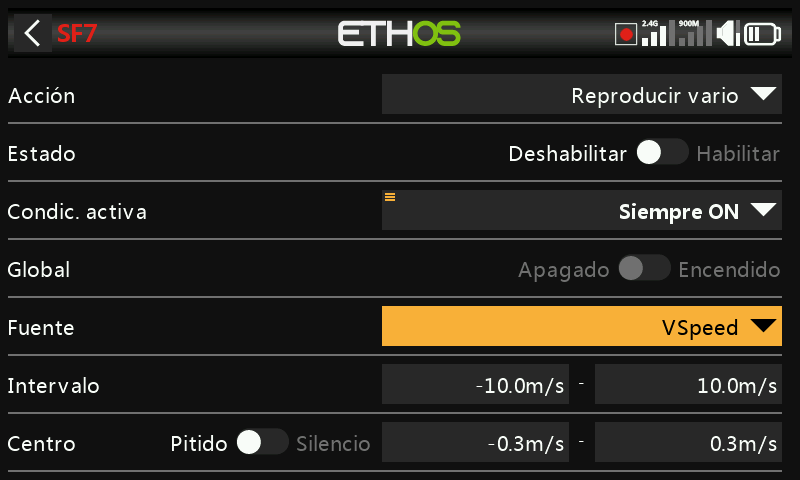 SF7 ETHOS 2.4G 900M
Acción Reproducir vario
Estado Deshabilitar Habilitar
Condic. activa Siempre ON
Global Apagado Encendido
Fuente VSpeed
Intervalo -10.0m/s - 10.0m/s
Centro Pitido Silencio -0.3m/s - 0.3m/s